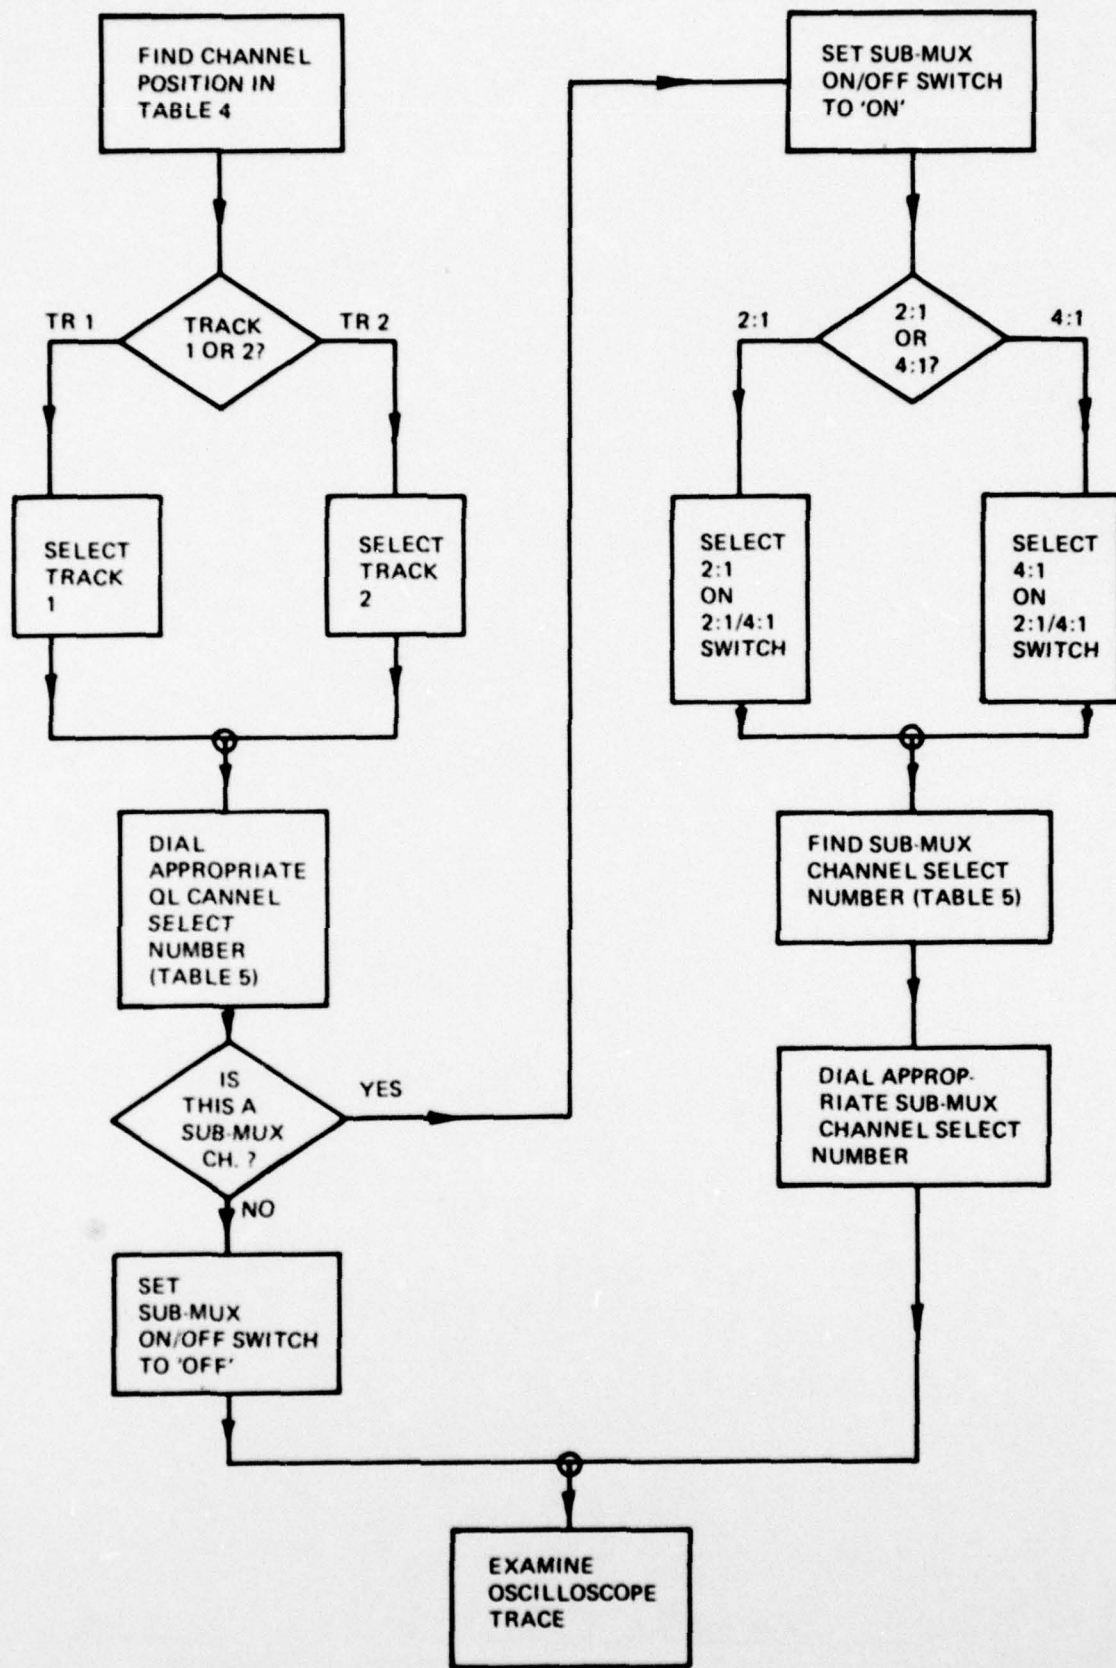 FIND CHANNEL
POSITION IN
TABLE 4
TR 1
TRACK
1 OR 2?
TR 2
SELECT
TRACK
1
SELECT
TRACK
2
DIAL
APPROPRIATE
QL CANNEL
SELECT
NUMBER
(TABLE 5)
IS
THIS A
SUB-MUX
CH. ?
YES
NO
SET
SUB-MUX
ON/OFF SWITCH
TO 'OFF'
SET SUB-MUX
ON/OFF SWITCH
TO 'ON'
2:1
2:1
OR
4:1?
4:1
SELECT
2:1
ON
2:1/4:1
SWITCH
SELECT
4:1
ON
2:1/4:1
SWITCH
FIND SUB-MUX
CHANNEL SELECT
NUMBER (TABLE 5)
DIAL APPROP-
RIATE SUB-MUX
CHANNEL SELECT
NUMBER
EXAMINE
OSCILLOSCOPE
TRACE